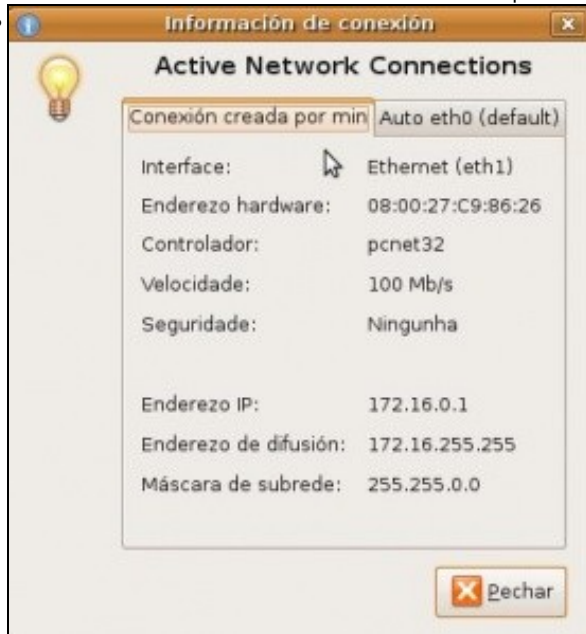 Información de conexión
Active Network Connections
Conexión creada por min Auto eth0 (default)
Interface: Ethernet (eth1)
Enderezo hardware: 08:00:27:C9:86:26
Controlador: pcnet32
Velocidade: 100 Mb/s
Seguridade: Ningunha
Enderezo IP: 172.16.0.1
Enderezo de difusión: 172.16.255.255
Máscara de subrede: 255.255.0.0
Pechar